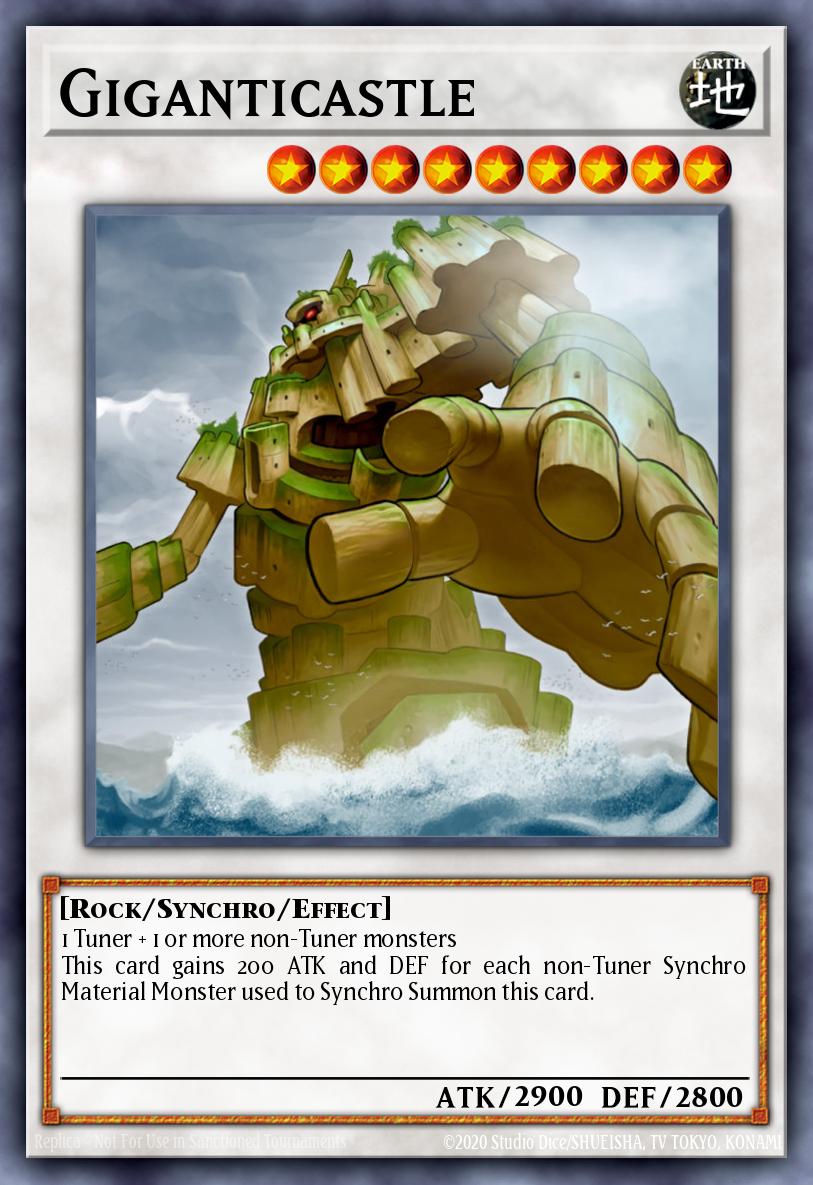 Giganticastle
EARTH
地
[Rock/Synchro/Effect]
1 Tuner + 1 or more non-Tuner monsters
This card gains 200 ATK and DEF for each non-Tuner Synchro
Material Monster used to Synchro Summon this card.
ATK/2900 DEF/2800
Replica - Not For Use in Sanctioned Tournaments
©2020 Studio Dice/SHUEISHA, TV TOKYO, KONAMI